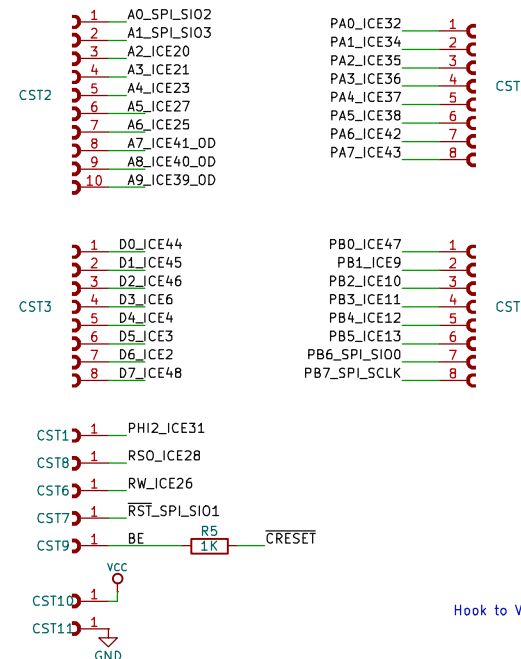 CST2
1 A0_SPI_SIO2
2 A1_SPI_SIO3
3 A2_ICE20
4 A3_ICE21
5 A4_ICE23
6 A5_ICE27
7 A6_ICE25
8 A7_ICE41_OD
9 A8_ICE40_OD
10 A9_ICE39_OD
PA0_ICE32 1
PA1_ICE34 2
PA2_ICE35 3
PA3_ICE36 4
PA4_ICE37 5
PA5_ICE38 6
PA6_ICE42 7
PA7_ICE43 8
CST
CST3
1 D0_ICE44
2 D1_ICE45
3 D2_ICE46
4 D3_ICE6
5 D4_ICE4
6 D5_ICE3
7 D6_ICE2
8 D7_ICE48
PB0_ICE47 1
PB1_ICE9 2
PB2_ICE10 3
PB3_ICE11 4
PB4_ICE12 5
PB5_ICE13 6
PB6_SPI_SIO0 7
PB7_SPI_SCLK 8
CST
CST1 1 PHI2_ICE31
CST8 1 RSO_ICE28
CST6 1 RW_ICE26
CST7 1 RST_SPI_SIO1
CST9 1 BE R5 1K CRESET
VCC
CST10 1
CST11 1
GND
Hook to V